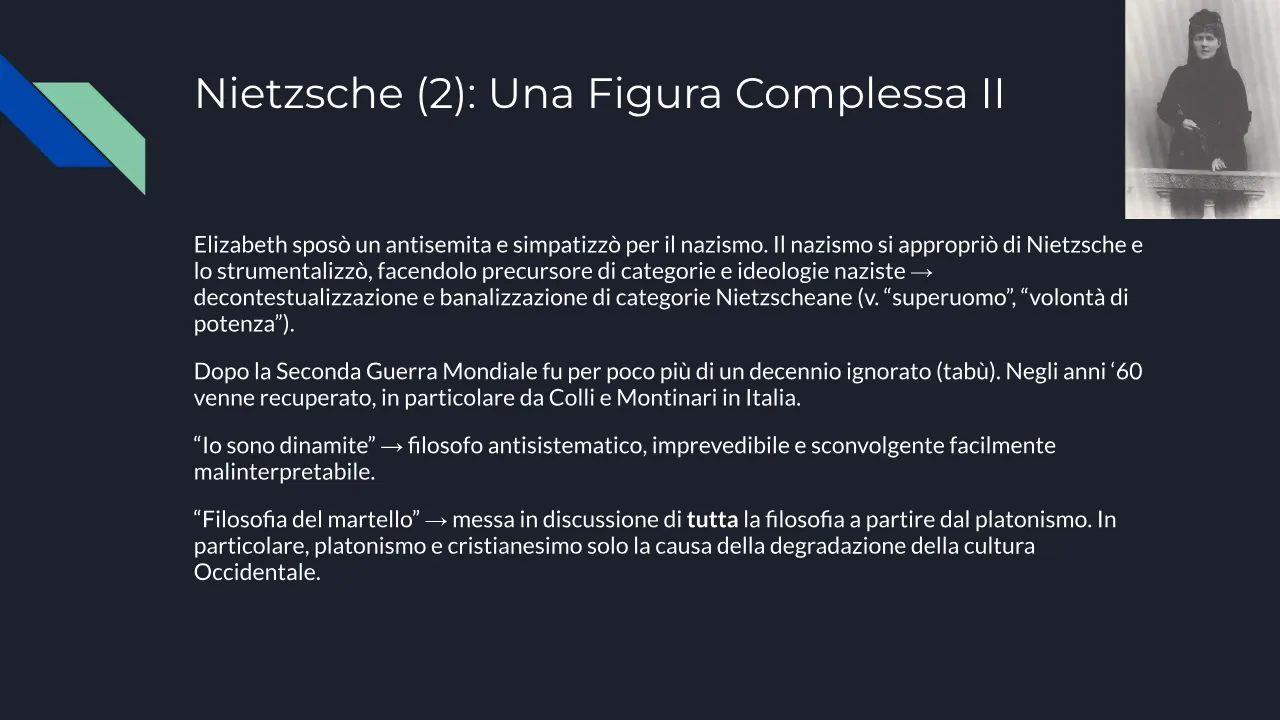 Nietzsche (2): Una Figura Complessa II
Elizabeth sposò un antisemita e simpatizzò per il nazismo. Il nazismo si appropriò di Nietzsche e
lo strumentalizzò, facendolo precursore di categorie e ideologie naziste →
decontestualizzazione e banalizzazione di categorie Nietzscheane (v. “superuomo”, “volontà di
potenza”).
Dopo la Seconda Guerra Mondiale fu per poco più di un decennio ignorato (tabù). Negli anni ‘60
venne recuperato, in particolare da Colli e Montinari in Italia.
“Io sono dinamite” → filosofo antisistematico, imprevedibile e sconvolgente facilmente
malinterpretabile.
“Filosofia del martello” → messa in discussione di tutta la filosofia a partire dal platonismo. In
particolare, platonismo e cristianesimo solo la causa della degradazione della cultura
Occidentale.